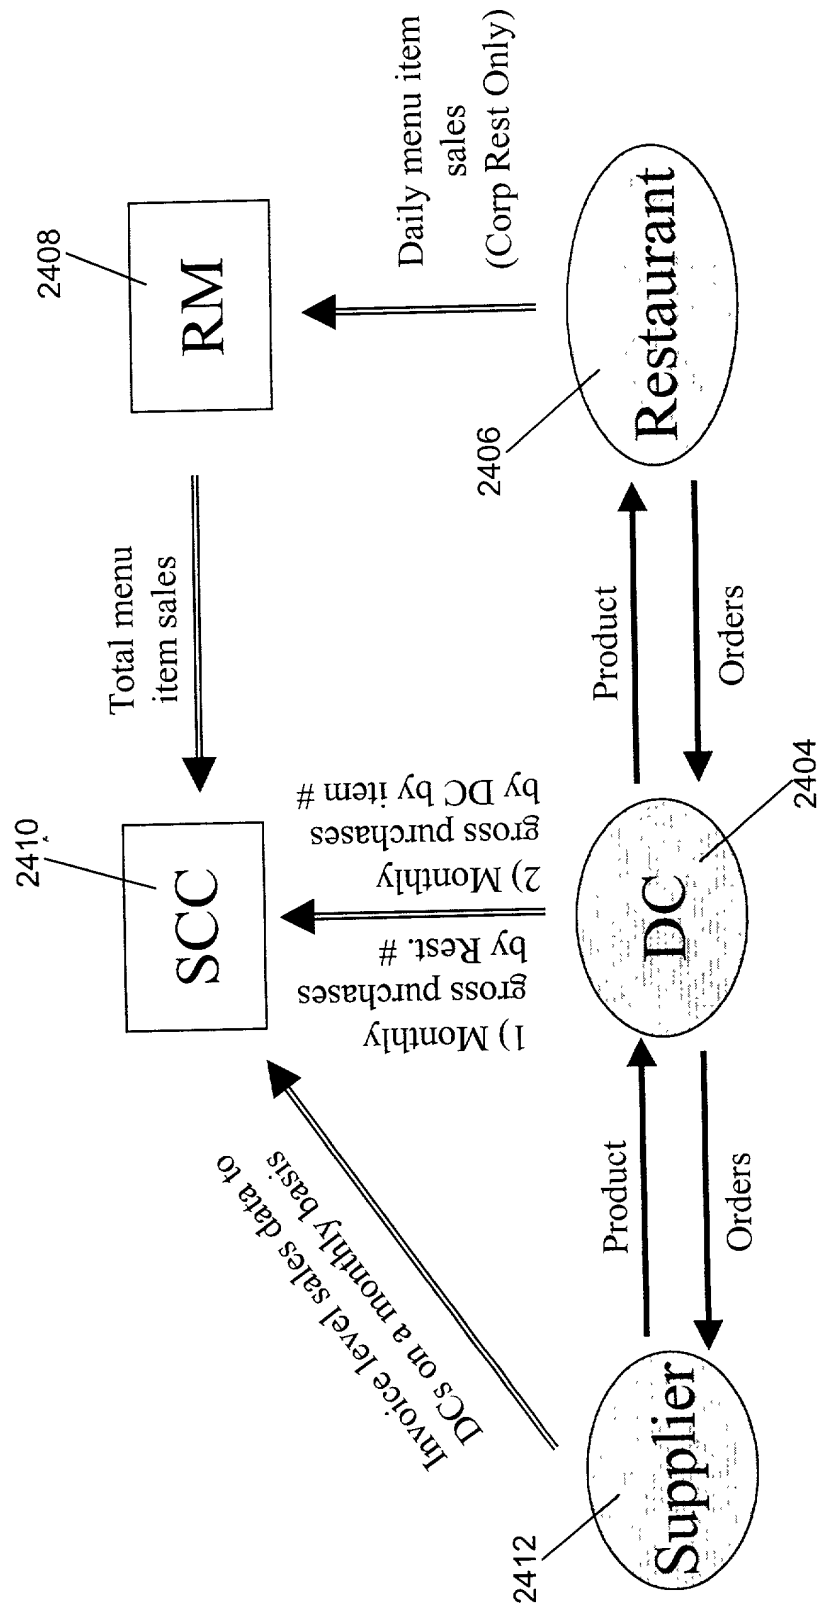 2410
SCC
Total menu
item sales
2408
RM
Invoice level sales data to
DCs on a monthly basis
1) Monthly
gross purchases
by Rest. #
2) Monthly
gross purchases
by DC by item #
Daily menu item
sales
(Corp Rest Only)
2412
Supplier
Product
Orders
DC
2404
Product
Orders
2406
Restaurant